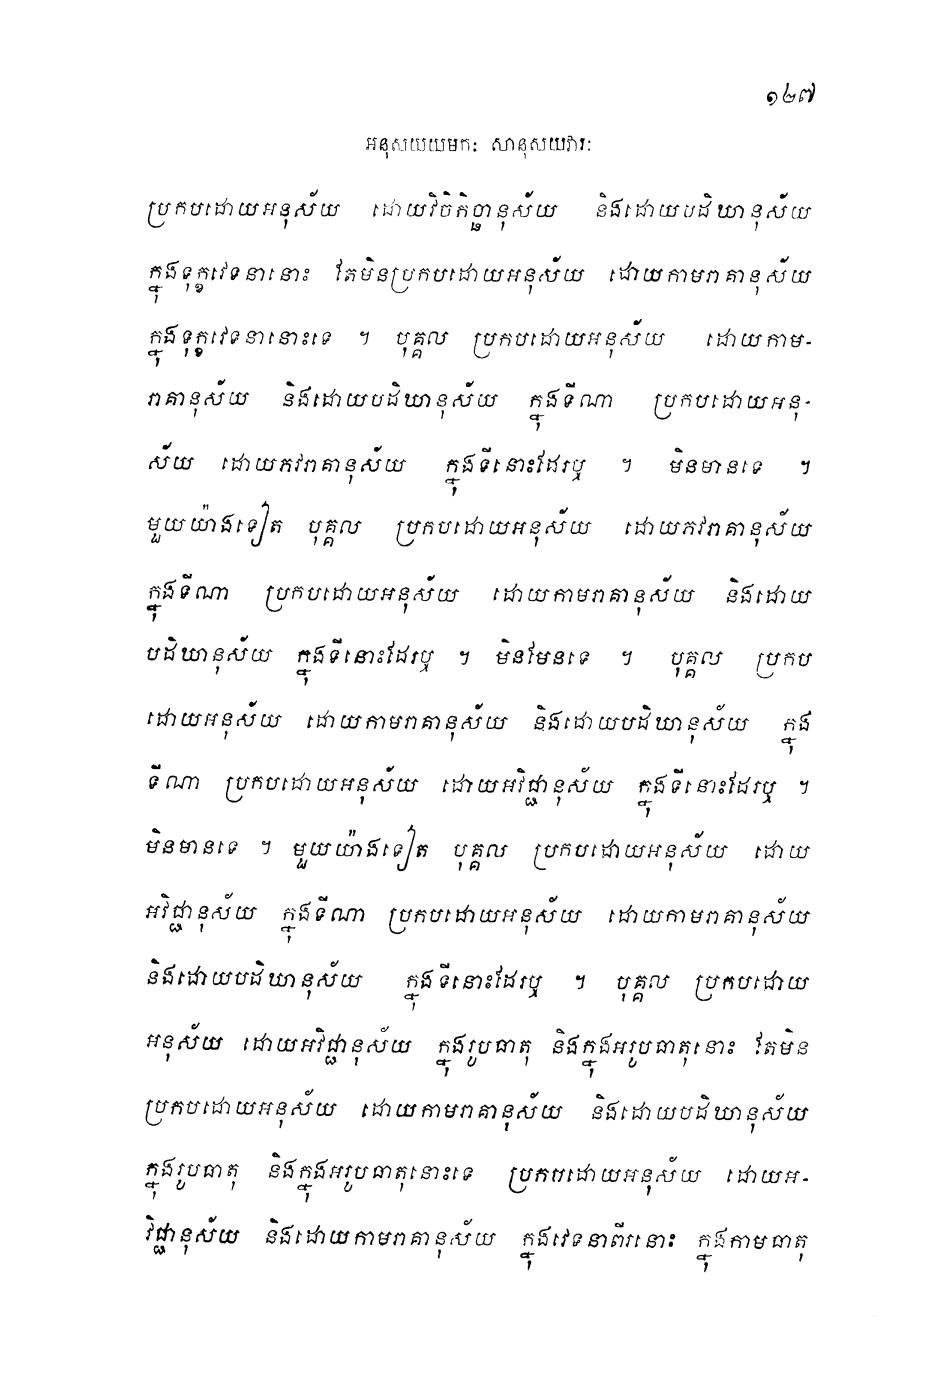 ១២៧
អនុសយយមកៈ សានុសយវារៈ
ប្រកបដោយអនុស័យ ដោយវិចិកិច្ឆានុស័យ និងដោយបដិឃានុស័យ
ក្នុងទុក្ខវេទនានោះ តែមិនប្រកបដោយអនុស័យ ដោយកាមរាគានុស័យ
ក្នុងទុក្ខវេទនានោះទេ ។ បុគ្គល ប្រកបដោយអនុស័យ ដោយកាម-
រាគានុស័យ និងដោយបដិឃានុស័យ ក្នុងទីណា ប្រកបដោយអនុ-
ស័យ ដោយភវរាគានុស័យ ក្នុងទីនោះដែរឬ ។ មិនមានទេ ។
មួយយ៉ាងទៀត បុគ្គល ប្រកបដោយអនុស័យ ដោយភវរាគានុស័យ
ក្នុងទីណា ប្រកបដោយអនុស័យ ដោយកាមរាគានុស័យ និងដោយ
បដិឃានុស័យ ក្នុងទីនោះដែរឬ ។ មិនមែនទេ ។ បុគ្គល ប្រកប
ដោយអនុស័យ ដោយកាមរាគានុស័យ និងដោយបដិឃានុស័យ ក្នុង
ទីណា ប្រកបដោយអនុស័យ ដោយអវិជ្ជានុស័យ ក្នុងទីនោះដែរឬ ។
មិនមានទេ ។ មួយយ៉ាងទៀត បុគ្គល ប្រកបដោយអនុស័យ ដោយ
អវិជ្ជានុស័យ ក្នុងទីណា ប្រកបដោយអនុស័យ ដោយកាមរាគានុស័យ
និងដោយបដិឃានុស័យ ក្នុងទីនោះដែរឬ ។ បុគ្គល ប្រកបដោយ
អនុស័យ ដោយអវិជ្ជានុស័យ ក្នុងរូបធាតុ និងក្នុងអរូបធាតុនោះ តែមិន
ប្រកបដោយអនុស័យ ដោយកាមរាគានុស័យ និងដោយបដិឃានុស័យ
ក្នុងរូបធាតុ និងក្នុងអរូបធាតុនោះទេ ប្រកបដោយអនុស័យ ដោយអ-
វិជ្ជានុស័យ និងដោយកាមរាគានុស័យ ក្នុងវេទនាពីរនោះ ក្នុងកាមធាតុ